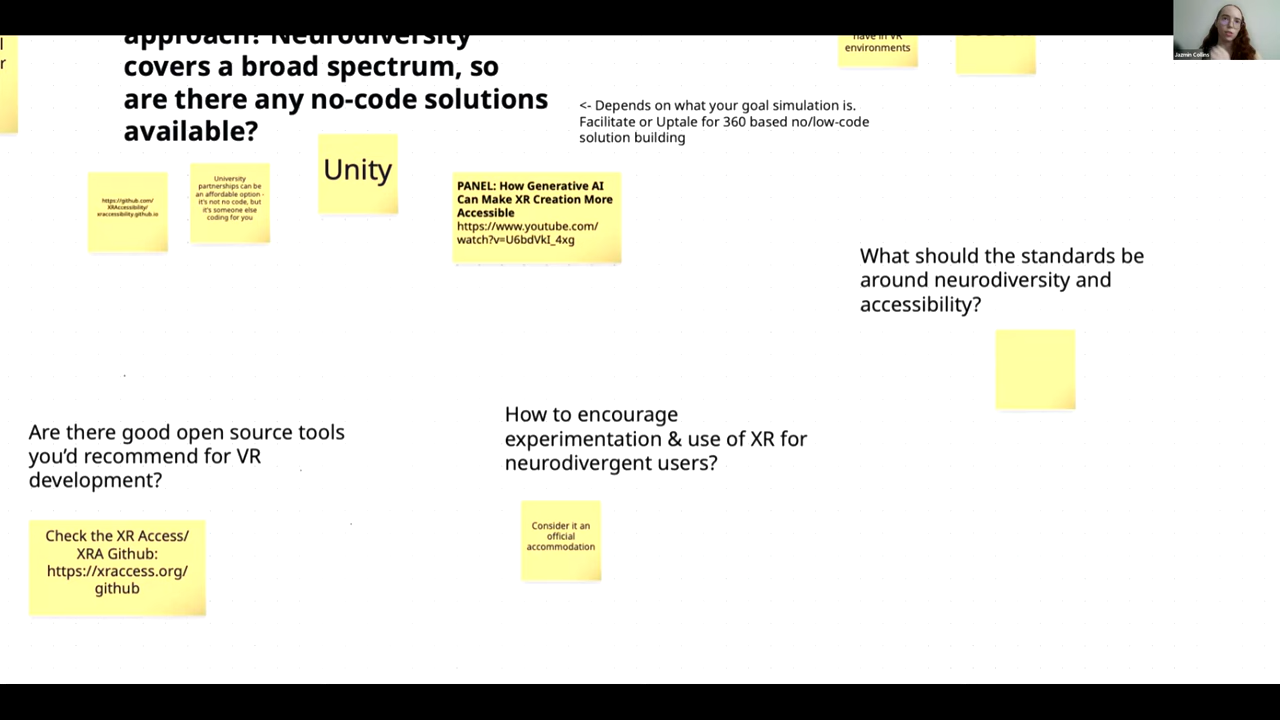 l
r
approach? Neurodiversity
covers a broad spectrum, so
are there any no-code solutions
available?
have in VR
environments
<- Depends on what your goal simulation is.
Facilitate or Uptale for 360 based no/low-code
solution building
https://github.com/
XRAccessibility/
xraccessibility.github.io
University
partnerships can be
an affordable option -
it's not no code, but
it's someone else
coding for you
Unity
PANEL: How Generative AI
Can Make XR Creation More
Accessible
https://www.youtube.com/
watch?v=U6bdVkI_4xg
What should the standards be
around neurodiversity and
accessibility?
Are there good open source tools
you'd recommend for VR
development?
Check the XR Access/
XRA Github:
https://xraccess.org/
github
How to encourage
experimentation & use of XR for
neurodivergent users?
Consider it an
official
accommodation
Jazmin Collins